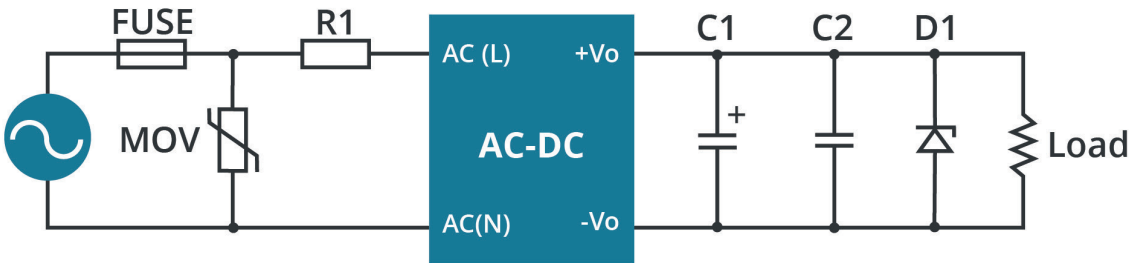 FUSE
R1
C1
C2
D1
AC (L)
+Vo
MOV
AC-DC
+
Load
AC(N)
-Vo